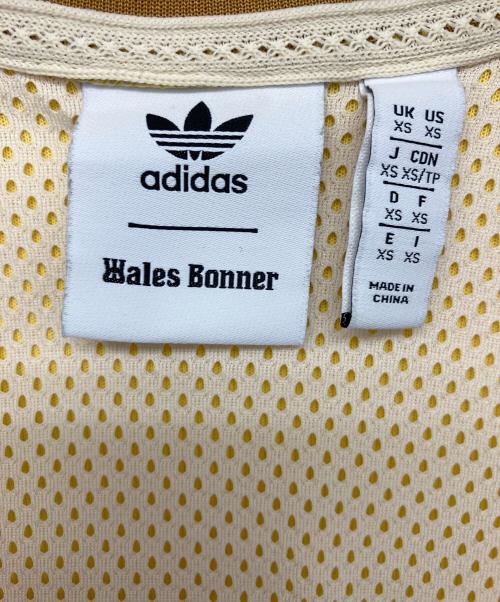 adidas
Wales Bonner
UK US
XS XS
J CDN
XS XS/TP
D F
XS XS
E I
XS XS
MADE IN
CHINA